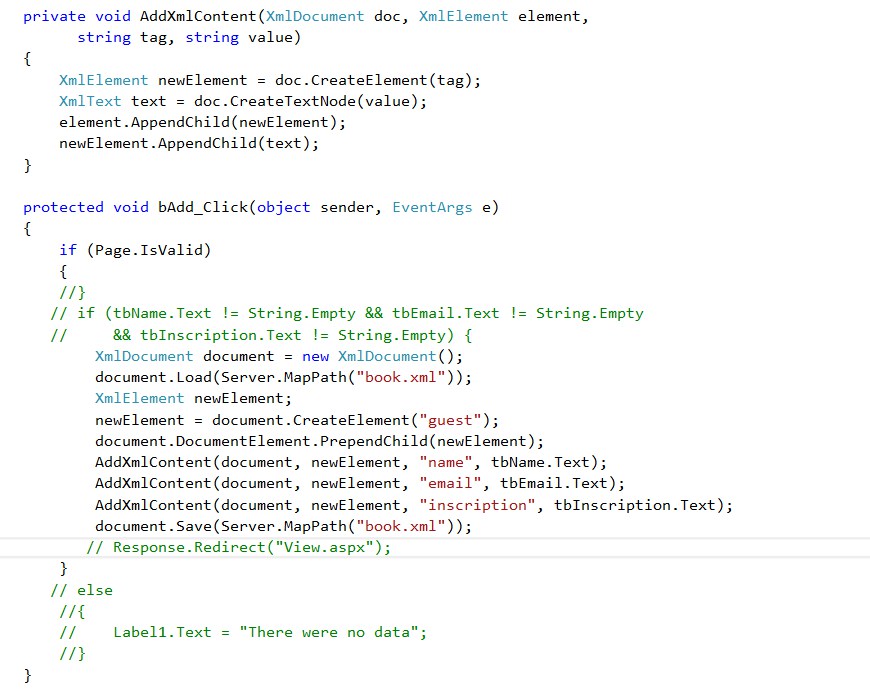 private void AddXmlContent(XmlDocument doc, XmlElement element,
      string tag, string value)
{
    XmlElement newElement = doc.CreateElement(tag);
    XmlText text = doc.CreateTextNode(value);
    element.AppendChild(newElement);
    newElement.AppendChild(text);
}

protected void bAdd_Click(object sender, EventArgs e)
{
    if (Page.IsValid)
    {
    //}
   // if (tbName.Text != String.Empty && tbEmail.Text != String.Empty
   //     && tbInscription.Text != String.Empty) {
        XmlDocument document = new XmlDocument();
        document.Load(Server.MapPath("book.xml"));
        XmlElement newElement;
        newElement = document.CreateElement("guest");
        document.DocumentElement.PrependChild(newElement);
        AddXmlContent(document, newElement, "name", tbName.Text);
        AddXmlContent(document, newElement, "email", tbEmail.Text);
        AddXmlContent(document, newElement, "inscription", tbInscription.Text);
        document.Save(Server.MapPath("book.xml"));
       // Response.Redirect("View.aspx");
    }
   // else
    //{
    //    Label1.Text = "There were no data";
    //}
}